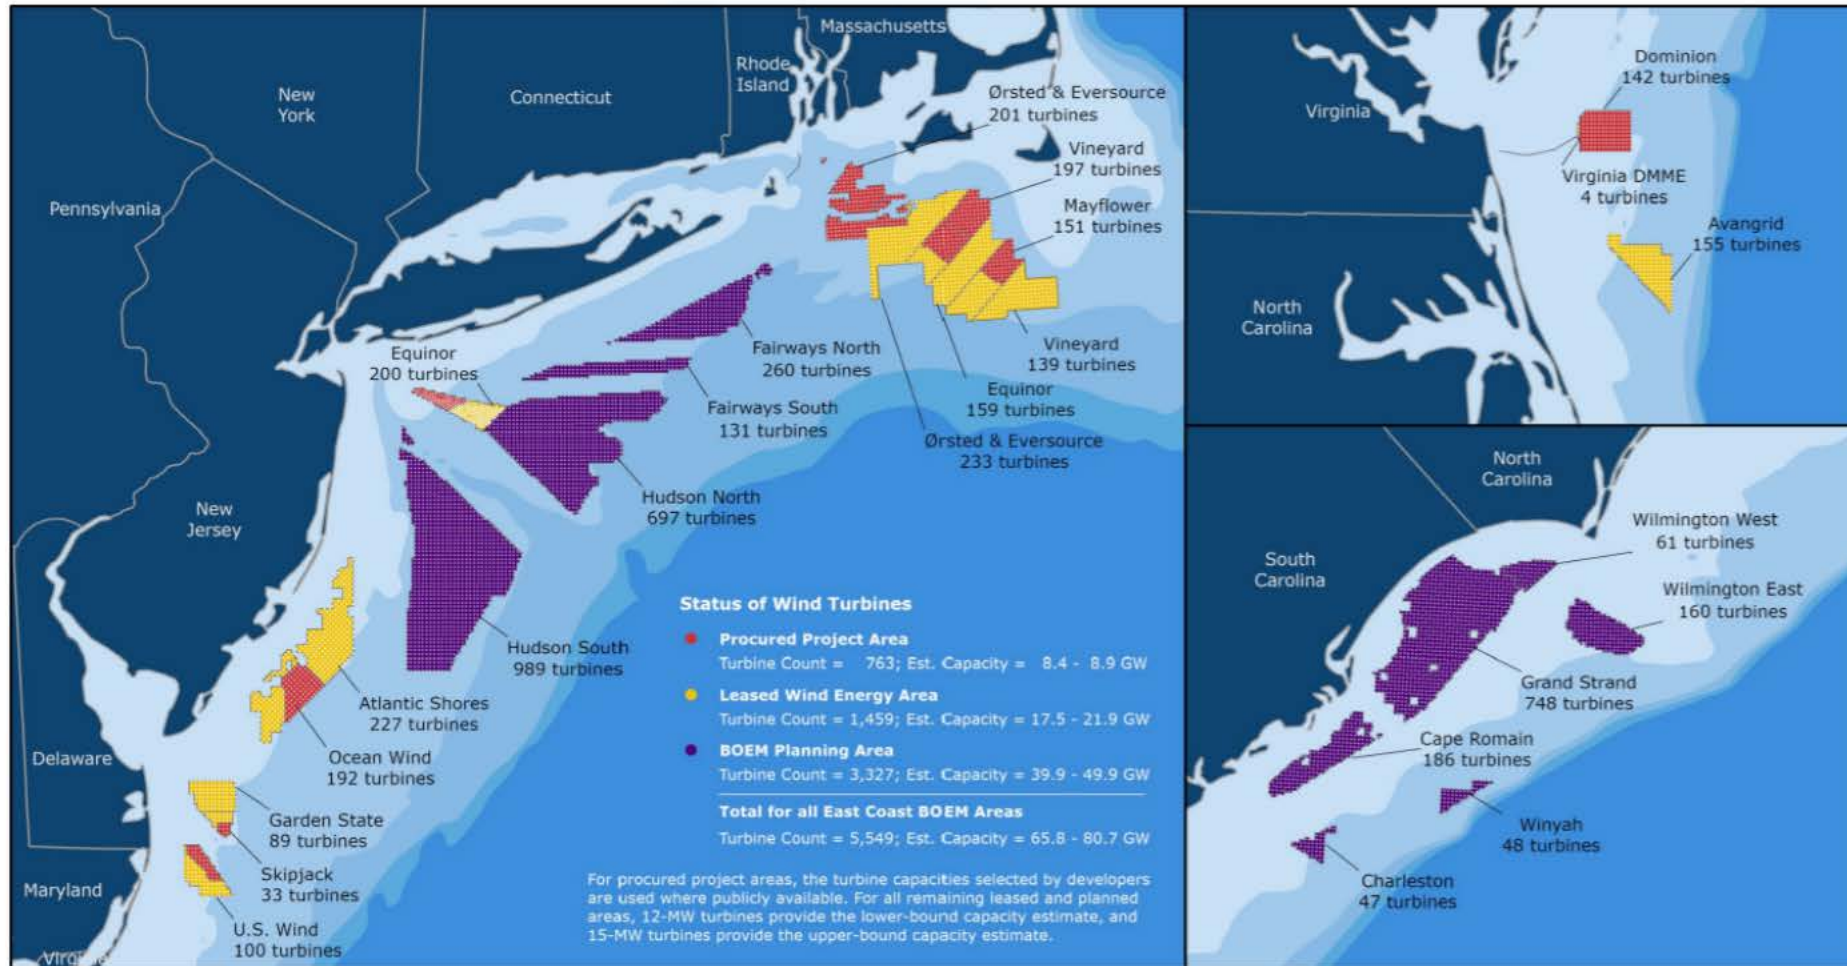 Massachusetts
Rhode
Island
Connecticut
New
York
Pennsylvania
Ørsted & Eversource
201 turbines
Vineyard
197 turbines
Mayflower
151 turbines
Equinor
200 turbines
Fairways North
260 turbines
Vineyard
139 turbines
Fairways South
131 turbines
Equinor
159 turbines
Ørsted & Eversource
233 turbines
Hudson North
697 turbines
New
Jersey
Hudson South
989 turbines
Atlantic Shores
227 turbines
Ocean Wind
192 turbines
Delaware
Garden State
89 turbines
Skipjack
33 turbines
Maryland
U.S. Wind
100 turbines
Virginia
Status of Wind Turbines
Procured Project Area
Turbine Count = 763; Est. Capacity = 8.4 - 8.9 GW
Leased Wind Energy Area
Turbine Count = 1,459; Est. Capacity = 17.5 - 21.9 GW
BOEM Planning Area
Turbine Count = 3,327; Est. Capacity = 39.9 - 49.9 GW
Total for all East Coast BOEM Areas
Turbine Count = 5,549; Est. Capacity = 65.8 - 80.7 GW
For procured project areas, the turbine capacities selected by developers
are used where publicly available. For all remaining leased and planned
areas, 12-MW turbines provide the lower-bound capacity estimate, and
15-MW turbines provide the upper-bound capacity estimate.
Dominion
142 turbines
Virginia
Virginia DMME
4 turbines
Avangrid
155 turbines
North
Carolina
North
Carolina
Wilmington West
61 turbines
South
Carolina
Wilmington East
160 turbines
Grand Strand
748 turbines
Cape Romain
186 turbines
Winyah
48 turbines
Charleston
47 turbines